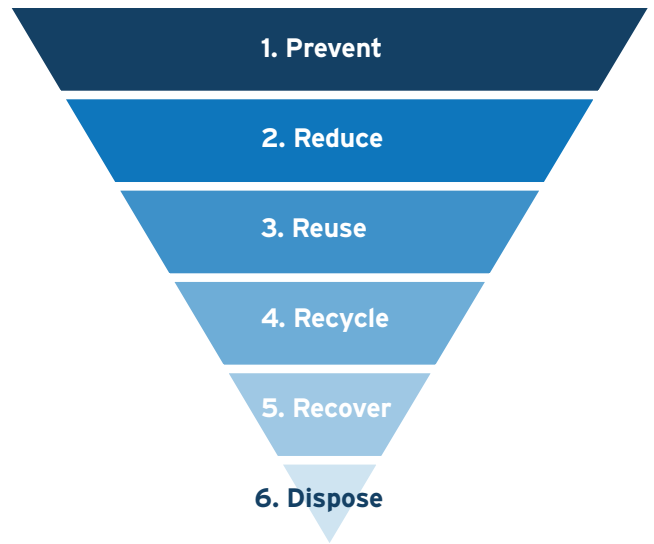 1. Prevent
2. Reduce
3. Reuse
4. Recycle
5. Recover
6. Dispose